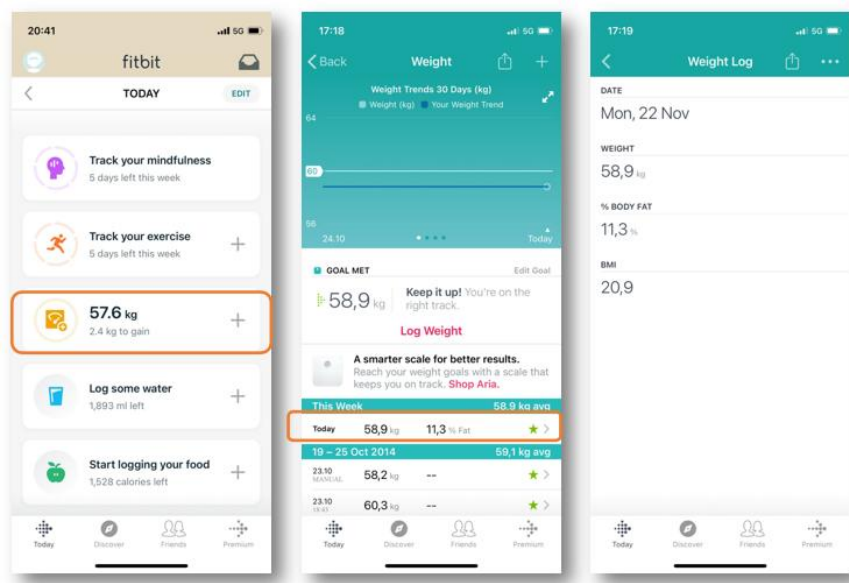 20:41
5G
fitbit
TODAY
EDIT
Track your mindfulness
5 days left this week
Track your exercise
5 days left this week
57.6 kg
2.4 kg to gain
Log some water
1,893 ml left
Start logging your food
1,528 calories left
Today
Discover
Friends
Premium
17:18
5G
Back
Weight
Weight Trends 30 Days (kg)
Weight (kg) Your Weight Trend
64
60
56
24.10
Today
GOAL MET
Edit Goal
58,9 kg
Keep it up! You're on the
right track.
Log Weight
A smarter scale for better results.
Reach your weight goals with a scale that
keeps you on track. Shop Aria.
This Week 58.9 kg avg
Today 58,9 kg 11,3 % Fat
19 – 25 Oct 2014 59,1 kg avg
23.10 58,2 kg --
MANUAL
23.10 60,3 kg --
Today
Discover
Friends
Premium
17:19
5G
Weight Log
DATE
Mon, 22 Nov
WEIGHT
58,9 kg
% BODY FAT
11,3 %
BMI
20,9
Today
Discover
Friends
Premium